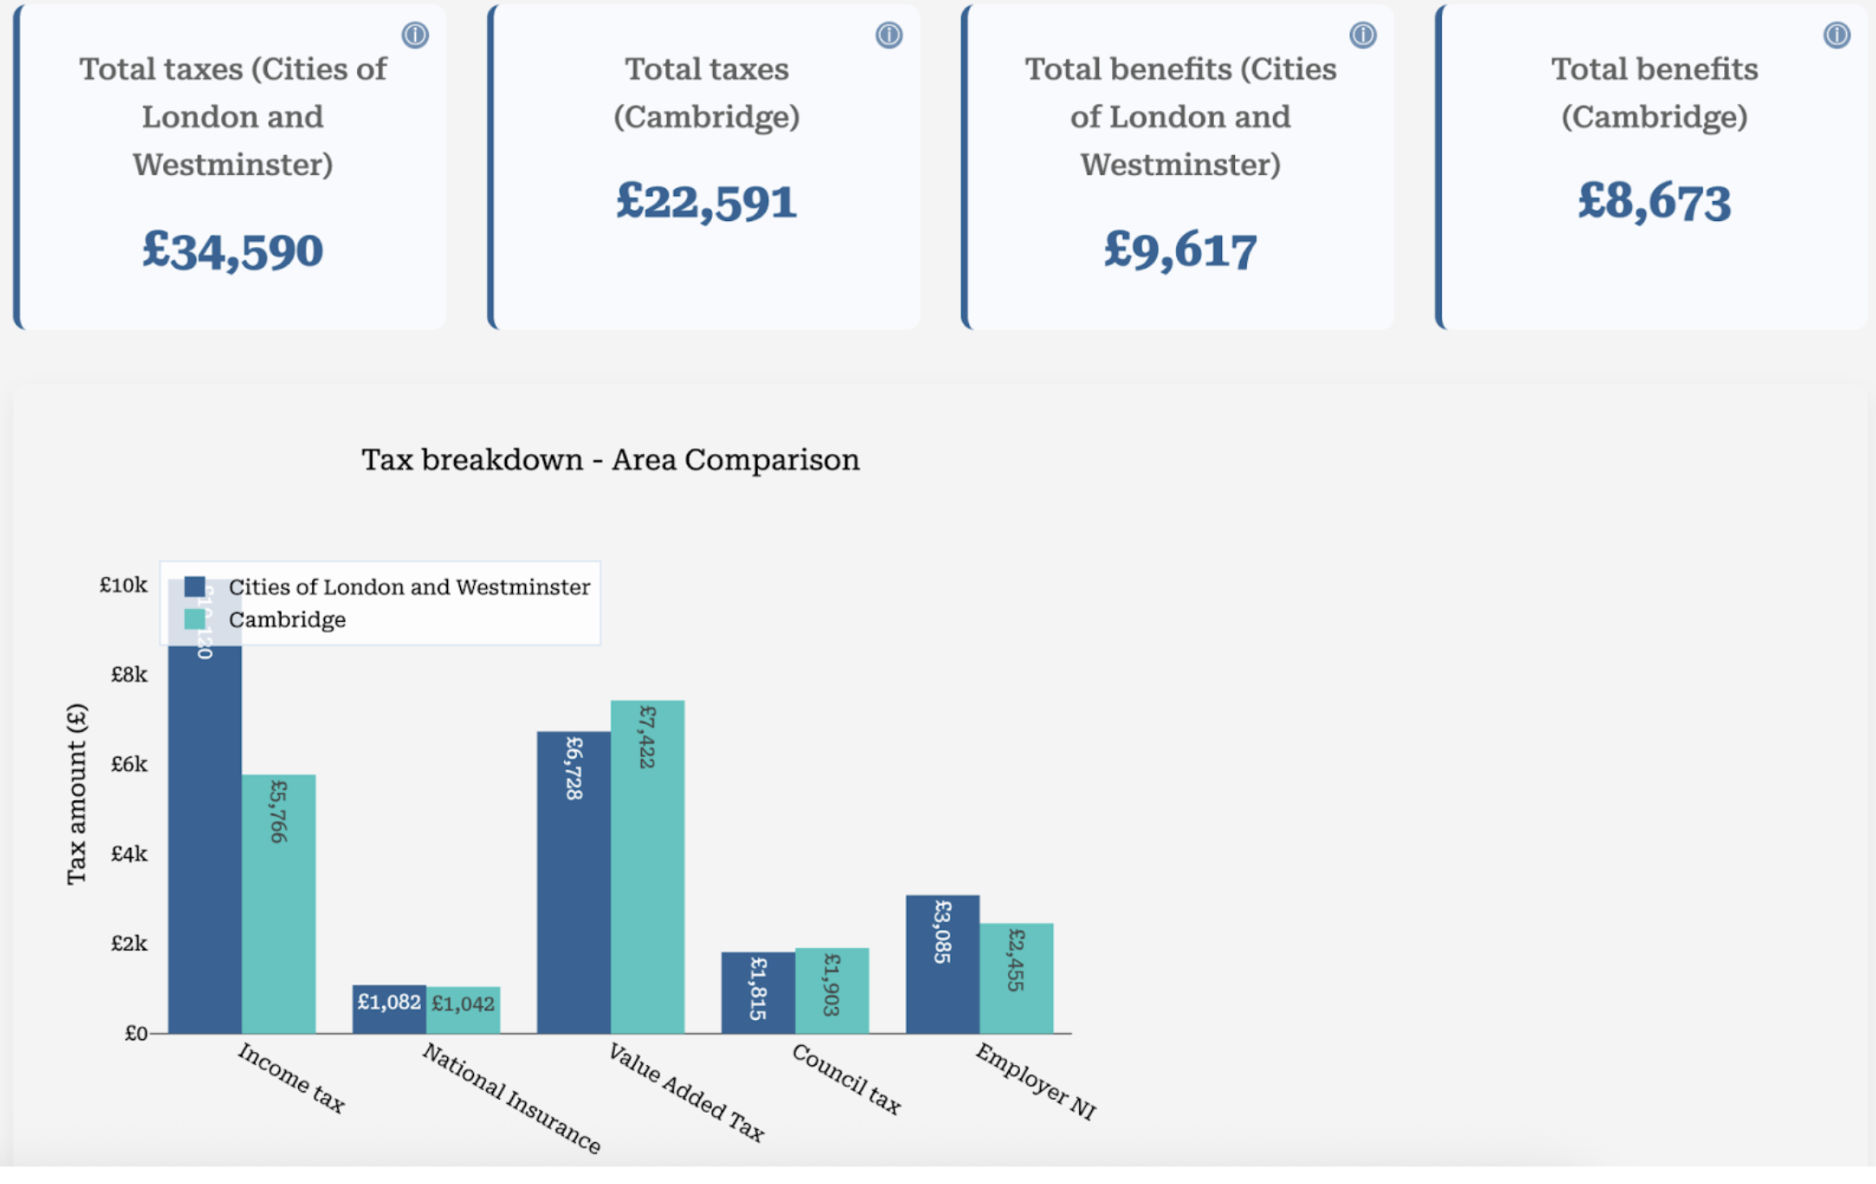 Total taxes (Cities of
London and
Westminster)
£34,590
Total taxes
(Cambridge)
£22,591
Total benefits (Cities
of London and
Westminster)
£9,617
Total benefits
(Cambridge)
£8,673
Tax breakdown - Area Comparison
Cities of London and Westminster
Cambridge
Tax amount (£)
£10k
£8k
£6k
£4k
£2k
£0
£10,120
£5,766
£1,082
£1,042
£6,728
£7,422
£1,815
£1,903
£3,085
£2,455
Income tax
National Insurance
Value Added Tax
Council tax
Employer NI